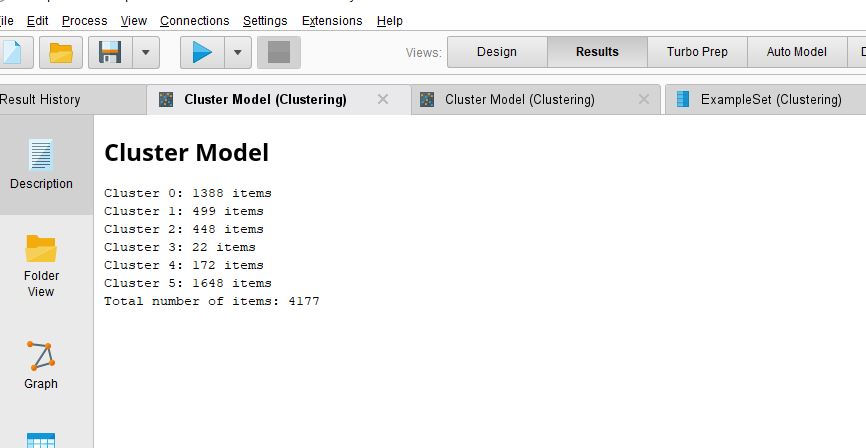 ile Edit Process View Connections Settings Extensions Help
Views: Design Results Turbo Prep Auto Model D
Result History Cluster Model (Clustering) Cluster Model (Clustering) ExampleSet (Clustering)
Cluster Model
Description
Cluster 0: 1388 items
Cluster 1: 499 items
Cluster 2: 448 items
Cluster 3: 22 items
Cluster 4: 172 items
Cluster 5: 1648 items
Total number of items: 4177
Folder
View
Graph